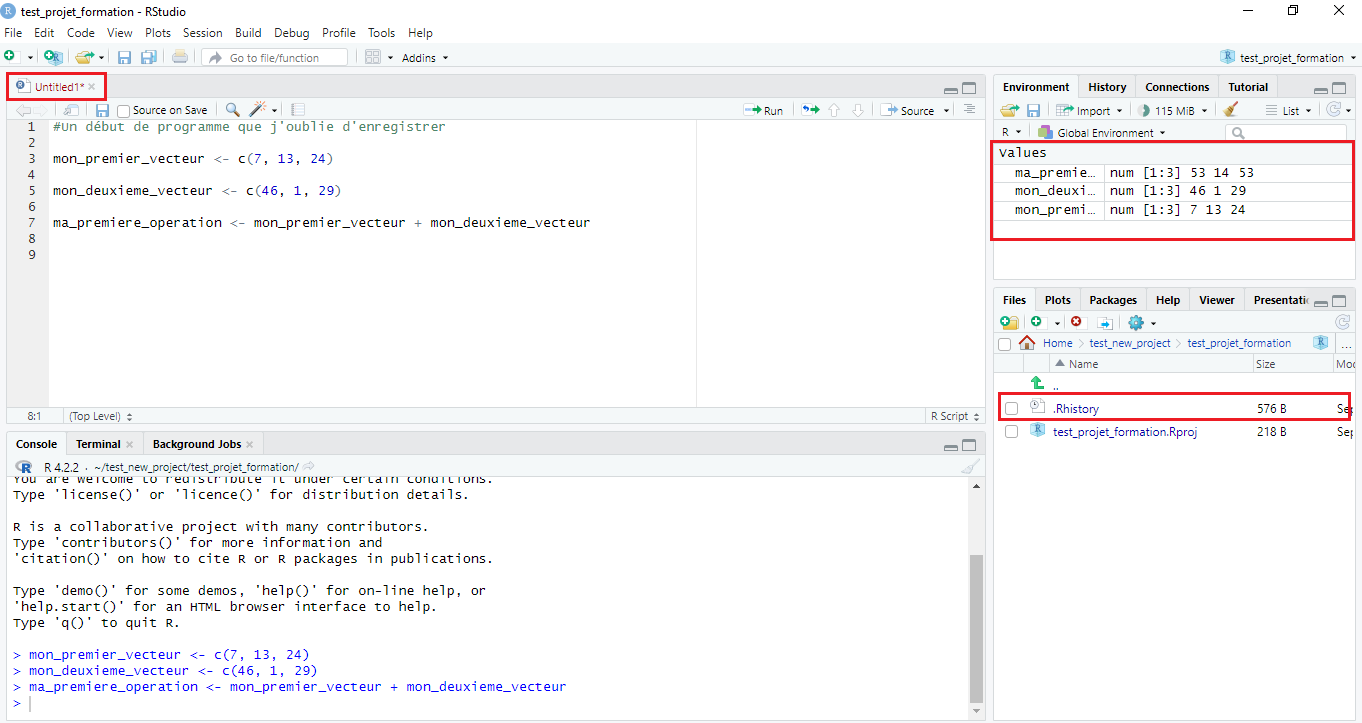 test_projet_formation - RStudio
File Edit Code View Plots Session Build Debug Profile Tools Help
Go to file/function Addins test_projet_formation
Untitled1*
Source on Save Run Source
1 #Un début de programme que j'oublie d'enregistrer
2
3 mon_premier_vecteur <- c(7, 13, 24)
4
5 mon_deuxieme_vecteur <- c(46, 1, 29)
6
7 ma_premiere_operation <- mon_premier_vecteur + mon_deuxieme_vecteur
8
9
8:1 (Top Level) R Script
Console Terminal Background Jobs
R 4.2.2 · ~/test_new_project/test_projet_formation/
You are welcome to redistribute it under certain conditions.
Type 'license()' or 'licence()' for distribution details.
R is a collaborative project with many contributors.
Type 'contributors()' for more information and
'citation()' on how to cite R or R packages in publications.
Type 'demo()' for some demos, 'help()' for on-line help, or
'help.start()' for an HTML browser interface to help.
Type 'q()' to quit R.
> mon_premier_vecteur <- c(7, 13, 24)
> mon_deuxieme_vecteur <- c(46, 1, 29)
> ma_premiere_operation <- mon_premier_vecteur + mon_deuxieme_vecteur
>
Environment History Connections Tutorial
Import 115 MiB List
R Global Environment
Values
ma_premie… num [1:3] 53 14 53
mon_deuxi… num [1:3] 46 1 29
mon_premi… num [1:3] 7 13 24
Files Plots Packages Help Viewer Presentatic
Home test_new_project test_projet_formation ...
Name Size Moc
..
.Rhistory 576 B Sep
test_projet_formation.Rproj 218 B Sep